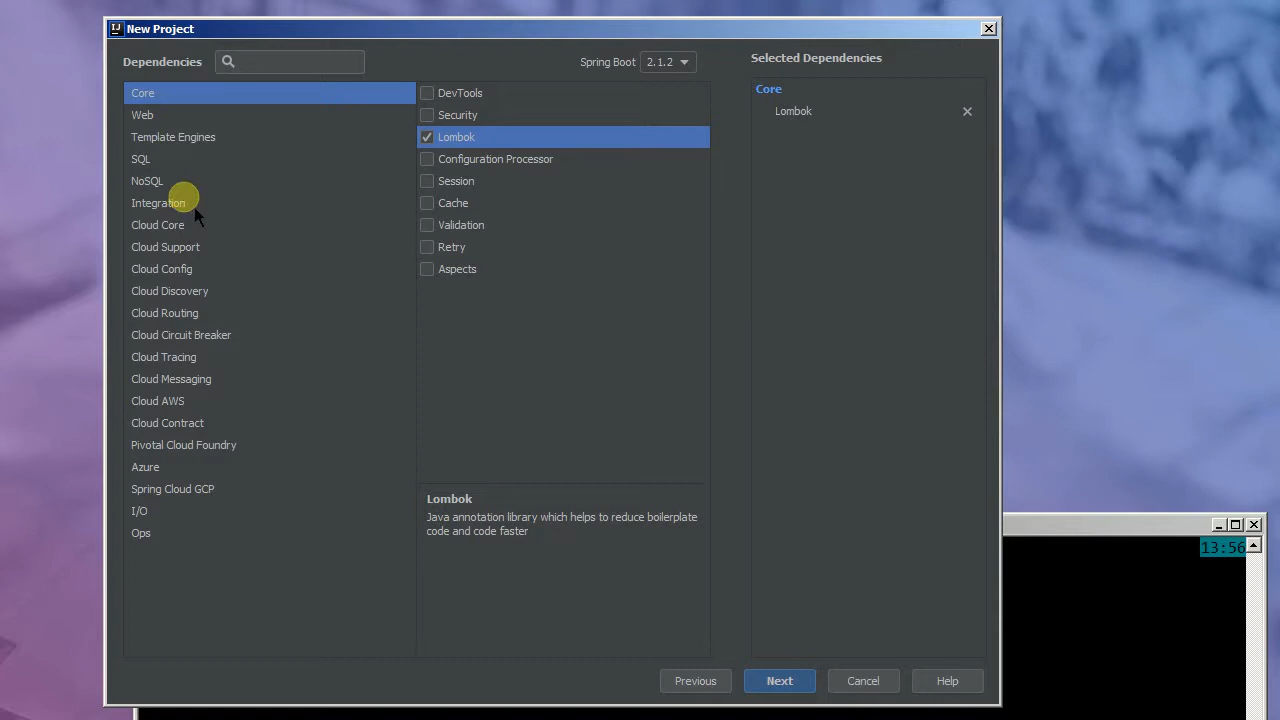 New Project
Dependencies
Spring Boot 2.1.2
Selected Dependencies
Core
Web
Template Engines
SQL
NoSQL
Integration
Cloud Core
Cloud Support
Cloud Config
Cloud Discovery
Cloud Routing
Cloud Circuit Breaker
Cloud Tracing
Cloud Messaging
Cloud AWS
Cloud Contract
Pivotal Cloud Foundry
Azure
Spring Cloud GCP
I/O
Ops
DevTools
Security
Lombok
Configuration Processor
Session
Cache
Validation
Retry
Aspects
Lombok
Java annotation library which helps to reduce boilerplate
code and code faster
Core
Lombok
Previous
Next
Cancel
Help
13:56